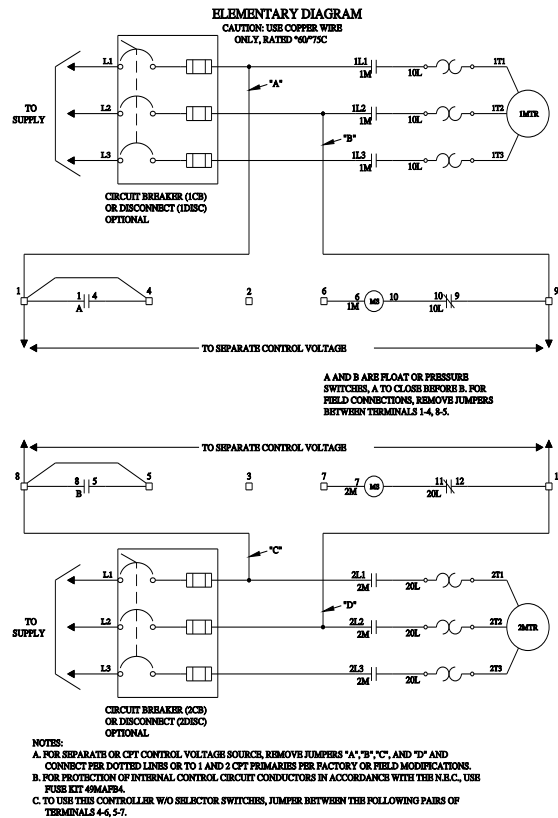 ELEMENTARY DIAGRAM
CAUTION: USE COPPER WIRE
ONLY, RATED °60/°75C
L1
1L1
1M
10L
1T1
"A"
TO
SUPPLY
L2
1L2
1M
10L
1T2
1MTR
"B"
L3
1L3
1M
10L
1T3
CIRCUIT BREAKER (1CB)
OR DISCONNECT (1DISC)
OPTIONAL
1
4
2
6
9
1 4
A
6
1M
MS
10
10 9
10L
TO SEPARATE CONTROL VOLTAGE
A AND B ARE FLOAT OR PRESSURE
SWITCHES, A TO CLOSE BEFORE B. FOR
FIELD CONNECTIONS, REMOVE JUMPERS
BETWEEN TERMINALS 1-4, 8-5.
TO SEPARATE CONTROL VOLTAGE
8
5
3
7
1
8 5
B
7
2M
MS
11 12
20L
"C"
L1
2L1
2M
20L
2T1
"D"
TO
SUPPLY
L2
2L2
2M
20L
2T2
2MTR
L3
2L3
2M
20L
2T3
CIRCUIT BREAKER (2CB)
OR DISCONNECT (2DISC)
OPTIONAL
NOTES:
A. FOR SEPARATE OR CPT CONTROL VOLTAGE SOURCE, REMOVE JUMPERS "A","B","C", AND "D" AND
CONNECT PER DOTTED LINES OR TO 1 AND 2 CPT PRIMARIES PER FACTORY OR FIELD MODIFICATIONS.
B. FOR PROTECTION OF INTERNAL CONTROL CIRCUIT CONDUCTORS IN ACCORDANCE WITH THE N.E.C., USE
FUSE KIT 49MAFB4.
C. TO USE THIS CONTROLLER W/O SELECTOR SWITCHES, JUMPER BETWEEN THE FOLLOWING PAIRS OF
TERMINALS 4-6, 5-7.